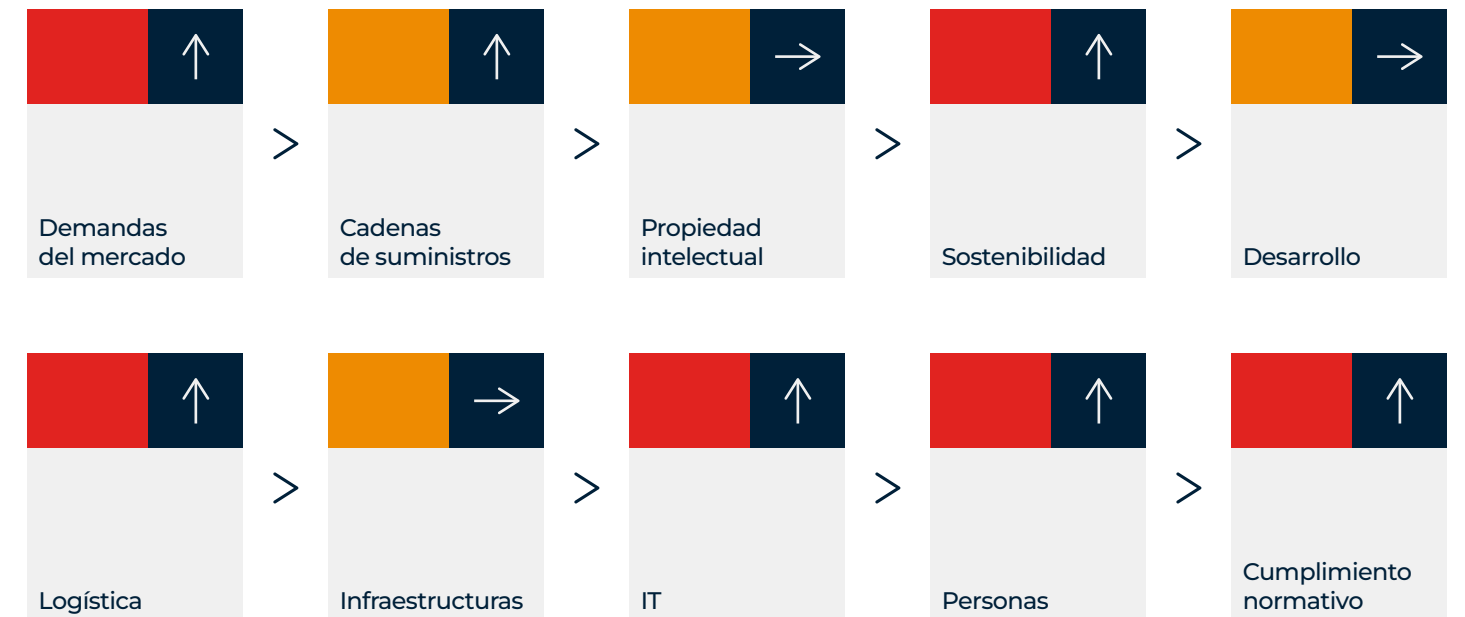 Demandas
del mercado
>
Cadenas
de suministros
>
Propiedad
intelectual
>
Sostenibilidad
>
Desarrollo
Logística
>
Infraestructuras
>
IT
>
Personas
>
Cumplimiento
normativo